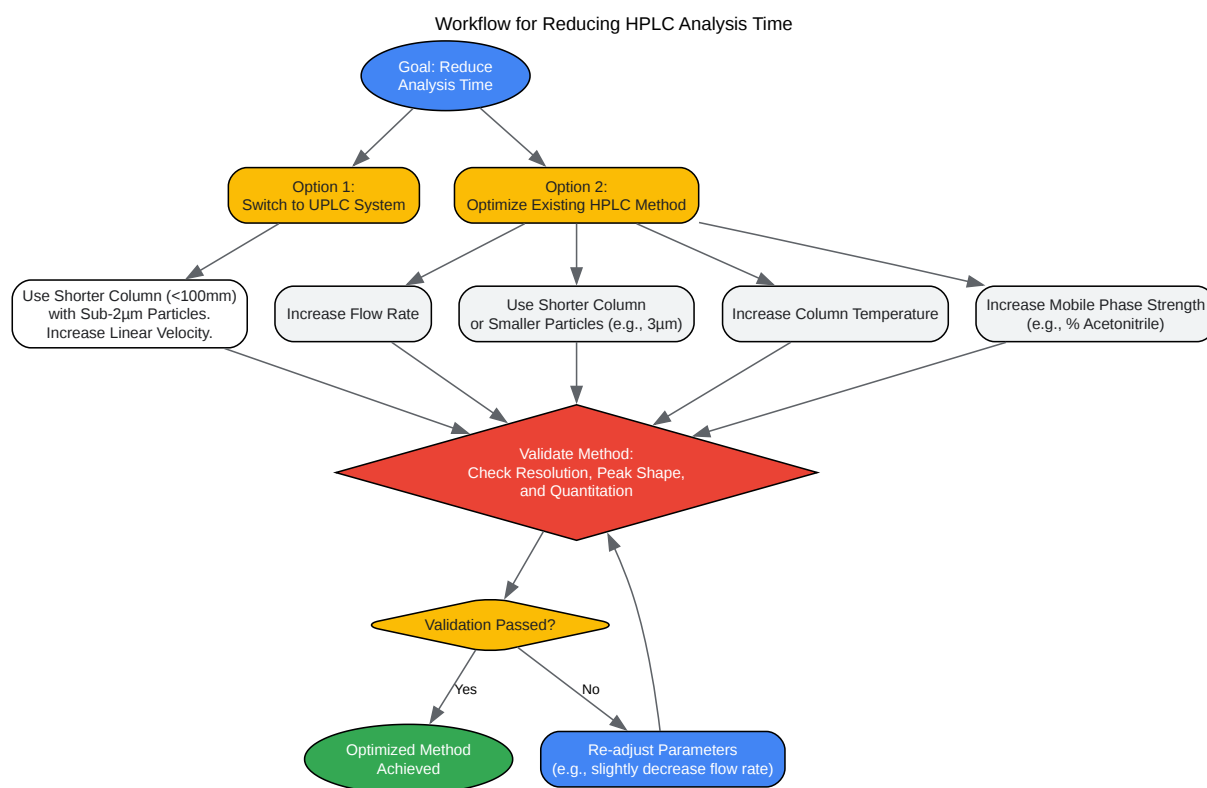 Workflow for Reducing HPLC Analysis Time
Goal: Reduce
Analysis Time
Option 1:
Switch to UPLC System
Option 2:
Optimize Existing HPLC Method
Use Shorter Column (<100mm)
with Sub-2µm Particles.
Increase Linear Velocity.
Increase Flow Rate
Use Shorter Column
or Smaller Particles (e.g., 3µm)
Increase Column Temperature
Increase Mobile Phase Strength
(e.g., % Acetonitrile)
Validate Method:
Check Resolution, Peak Shape,
and Quantitation
Validation Passed?
Yes
No
Optimized Method
Achieved
Re-adjust Parameters
(e.g., slightly decrease flow rate)